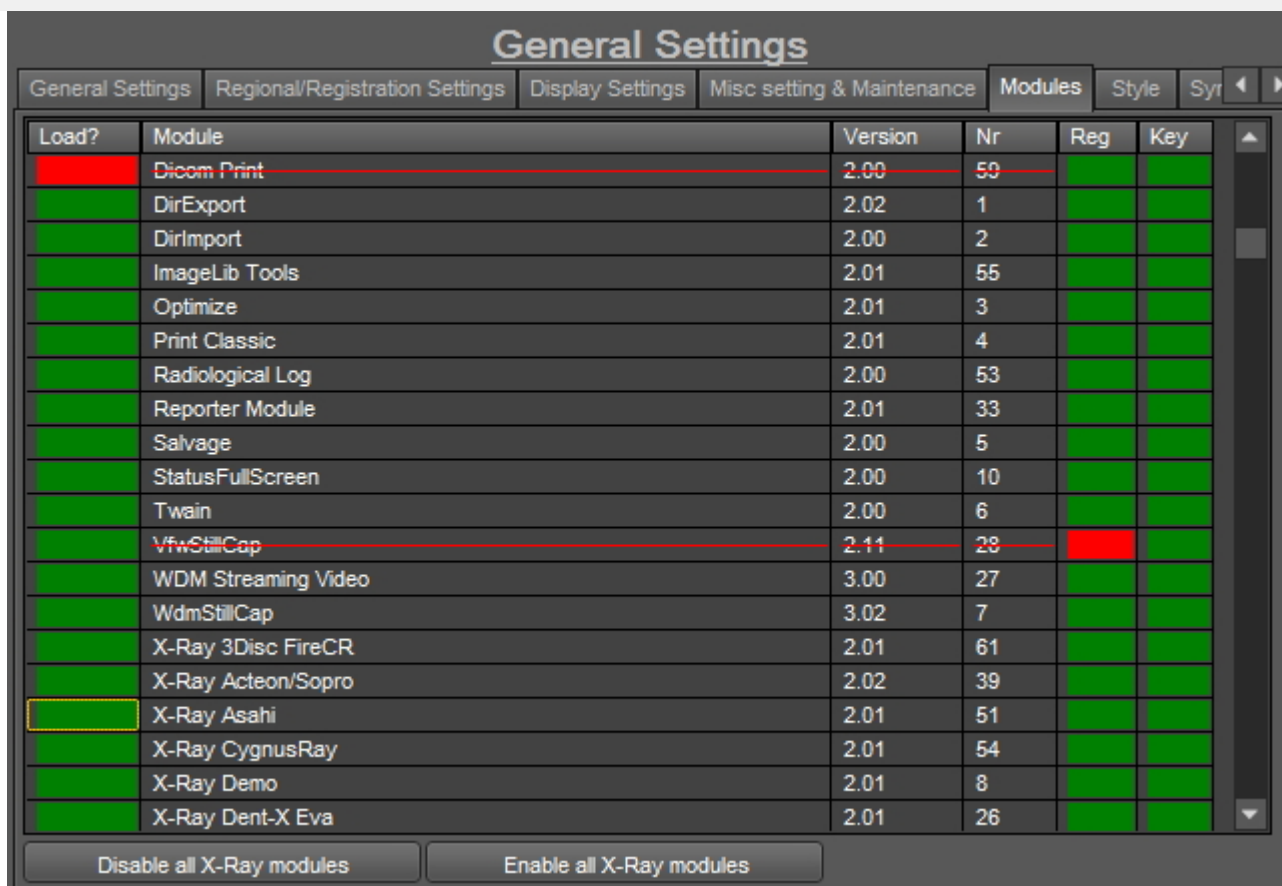 General Settings
General Settings Regional/Registration Settings Display Settings Misc setting & Maintenance Modules Style Syr
Load? Module Version Nr Reg Key
Dicom Print 2.00 59
DirExport 2.02 1
DirImport 2.00 2
ImageLib Tools 2.01 55
Optimize 2.01 3
Print Classic 2.01 4
Radiological Log 2.00 53
Reporter Module 2.01 33
Salvage 2.00 5
StatusFullScreen 2.00 10
Twain 2.00 6
VfwStillCap 2.11 28
WDM Streaming Video 3.00 27
WdmStillCap 3.02 7
X-Ray 3Disc FireCR 2.01 61
X-Ray Acteon/Sopro 2.02 39
X-Ray Asahi 2.01 51
X-Ray CygnusRay 2.01 54
X-Ray Demo 2.01 8
X-Ray Dent-X Eva 2.01 26
Disable all X-Ray modules Enable all X-Ray modules